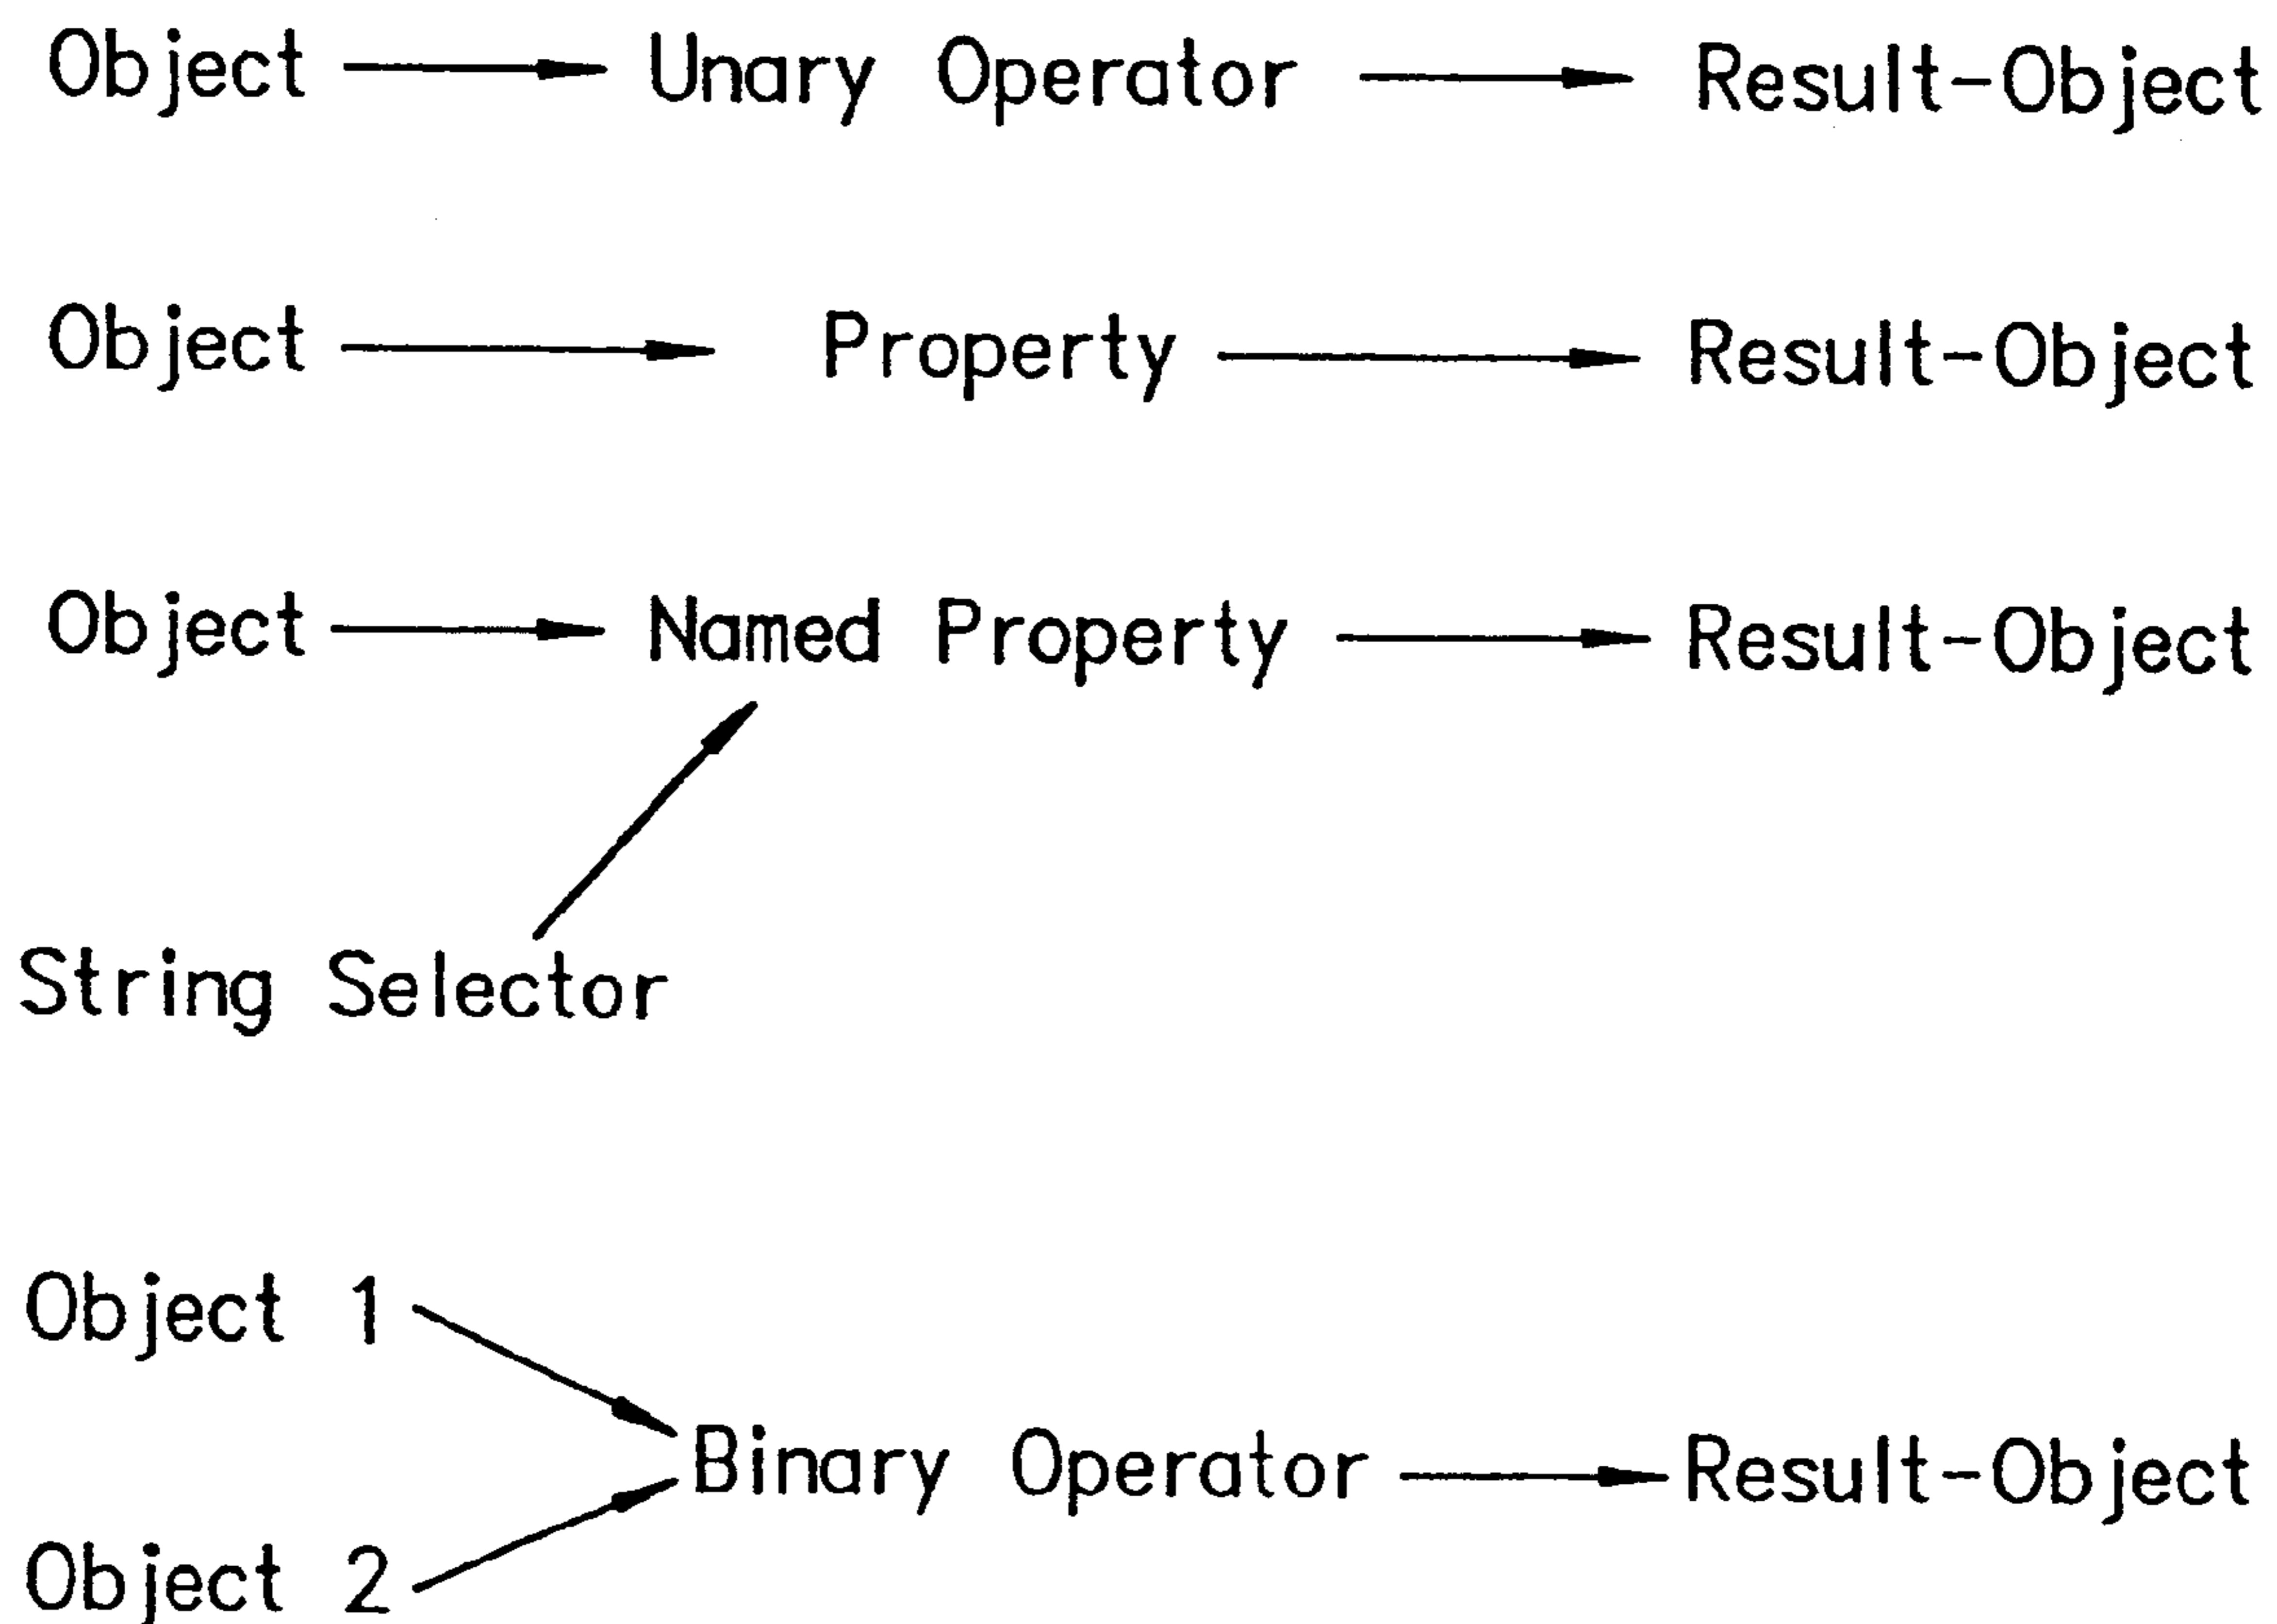 Object Unary Operator Result-Object
Object Property Result-Object
Object Named Property Result-Object
String Selector
Object 1
Binary Operator Result-Object
Object 2